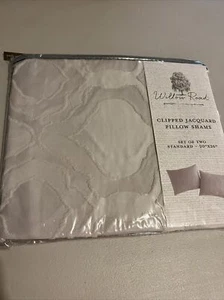 Willow Road
CLIPPED JACQUARD
PILLOW SHAMS
SET OF TWO
STANDARD - 20"X26"